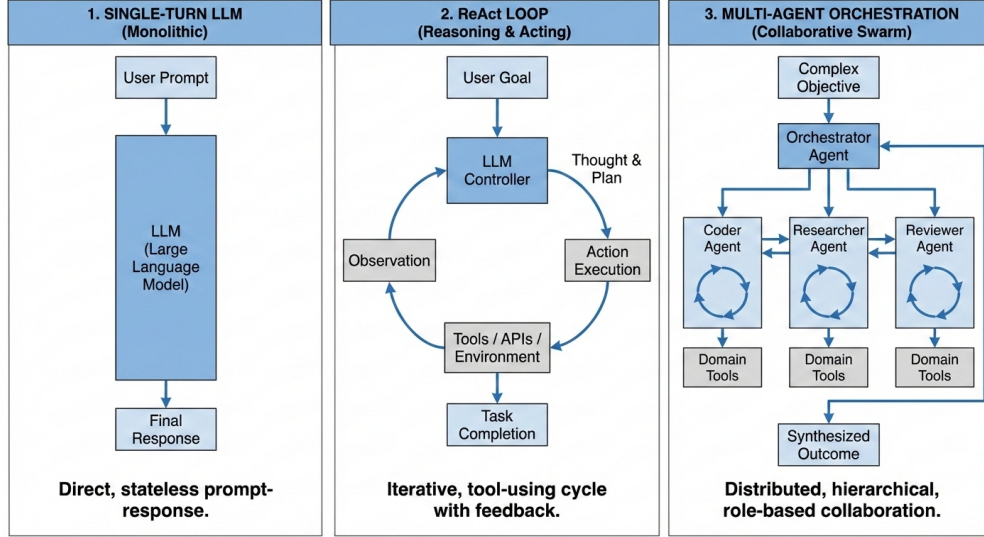 1. SINGLE-TURN LLM
(Monolithic)
User Prompt
LLM
(Large
Language
Model)
Final
Response
Direct, stateless prompt-
response.
2. ReAct LOOP
(Reasoning & Acting)
User Goal
LLM
Controller
Thought &
Plan
Observation
Action
Execution
Tools / APIs /
Environment
Task
Completion
Iterative, tool-using cycle
with feedback.
3. MULTI-AGENT ORCHESTRATION
(Collaborative Swarm)
Complex
Objective
Orchestrator
Agent
Coder
Agent
Researcher
Agent
Reviewer
Agent
Domain
Tools
Domain
Tools
Domain
Tools
Synthesized
Outcome
Distributed, hierarchical,
role-based collaboration.